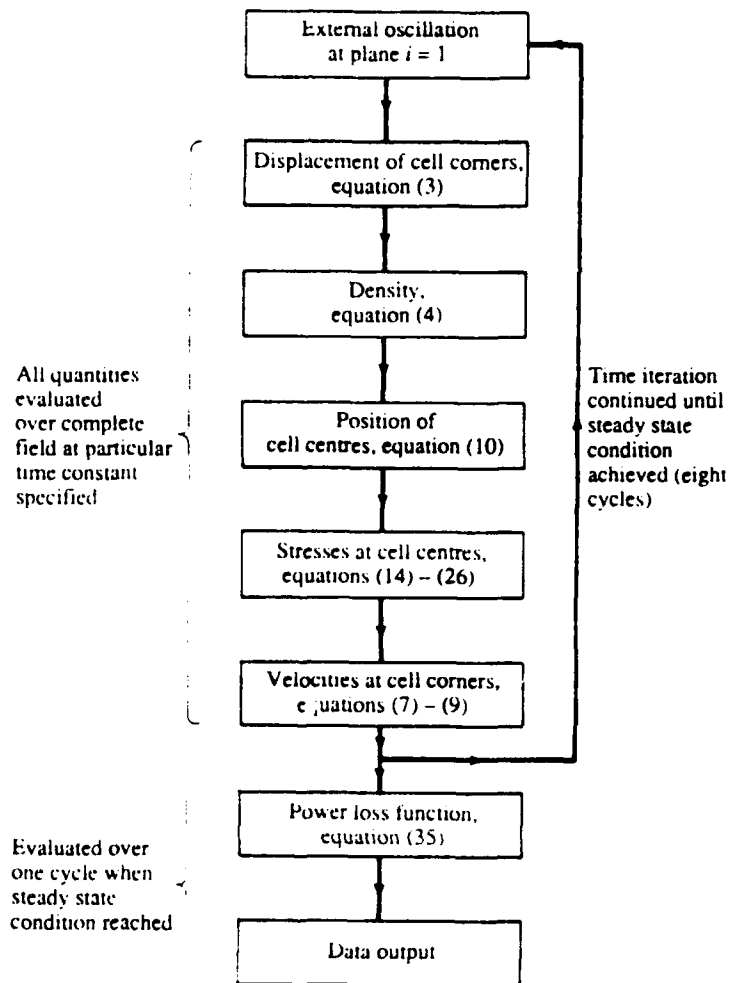 External oscillation
at plane i = 1
Displacement of cell corners,
equation (3)
Density,
equation (4)
All quantities
evaluated
over complete
field at particular
time constant
specified
Position of
cell centres, equation (10)
Time iteration
continued until
steady state
condition
achieved (eight
cycles)
Stresses at cell centres,
equations (14) – (26)
Velocities at cell corners,
equations (7) – (9)
Power loss function,
equation (35)
Evaluated over
one cycle when
steady state
condition reached
Data output